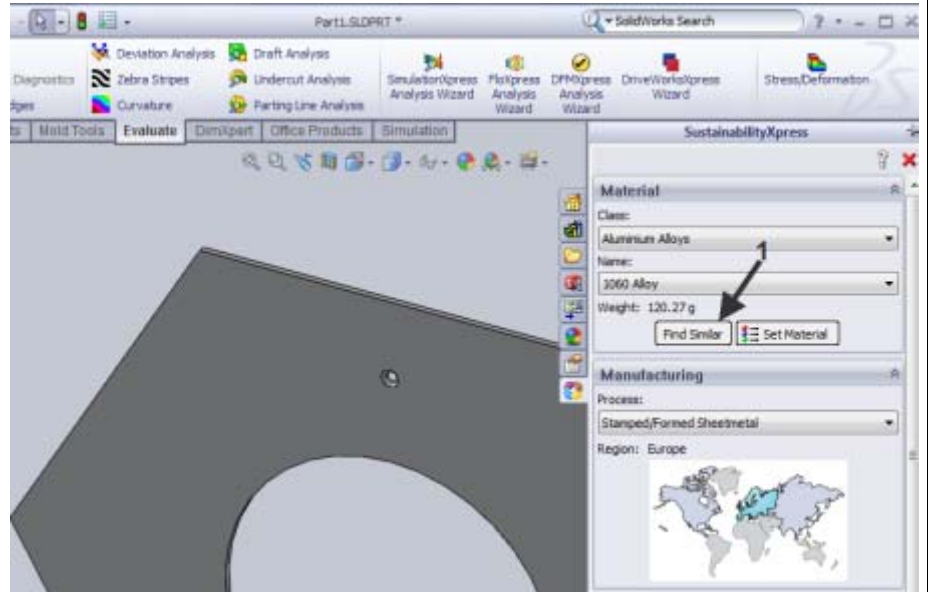 Part1.SLDPRT *
SolidWorks Search
Deviation Analysis
Draft Analysis
Diagnostics
Zebra Stripes
Undercut Analysis
SimulationXpress
Analysis Wizard
FloXpress
Analysis
Wizard
DFMXpress
Analysis
Wizard
DriveWorksXpress
Wizard
Stress/Deformation
Curvature
Parting Line Analysis
Mold Tools
Evaluate
DimXpert
Office Products
Simulation
SustainabilityXpress
Material
Class:
Aluminium Alloys
1
Name:
1060 Alloy
Weight: 120.27 g
Find Similar
Set Material
Manufacturing
Process:
Stamped/Formed Sheetmetal
Region: Europe